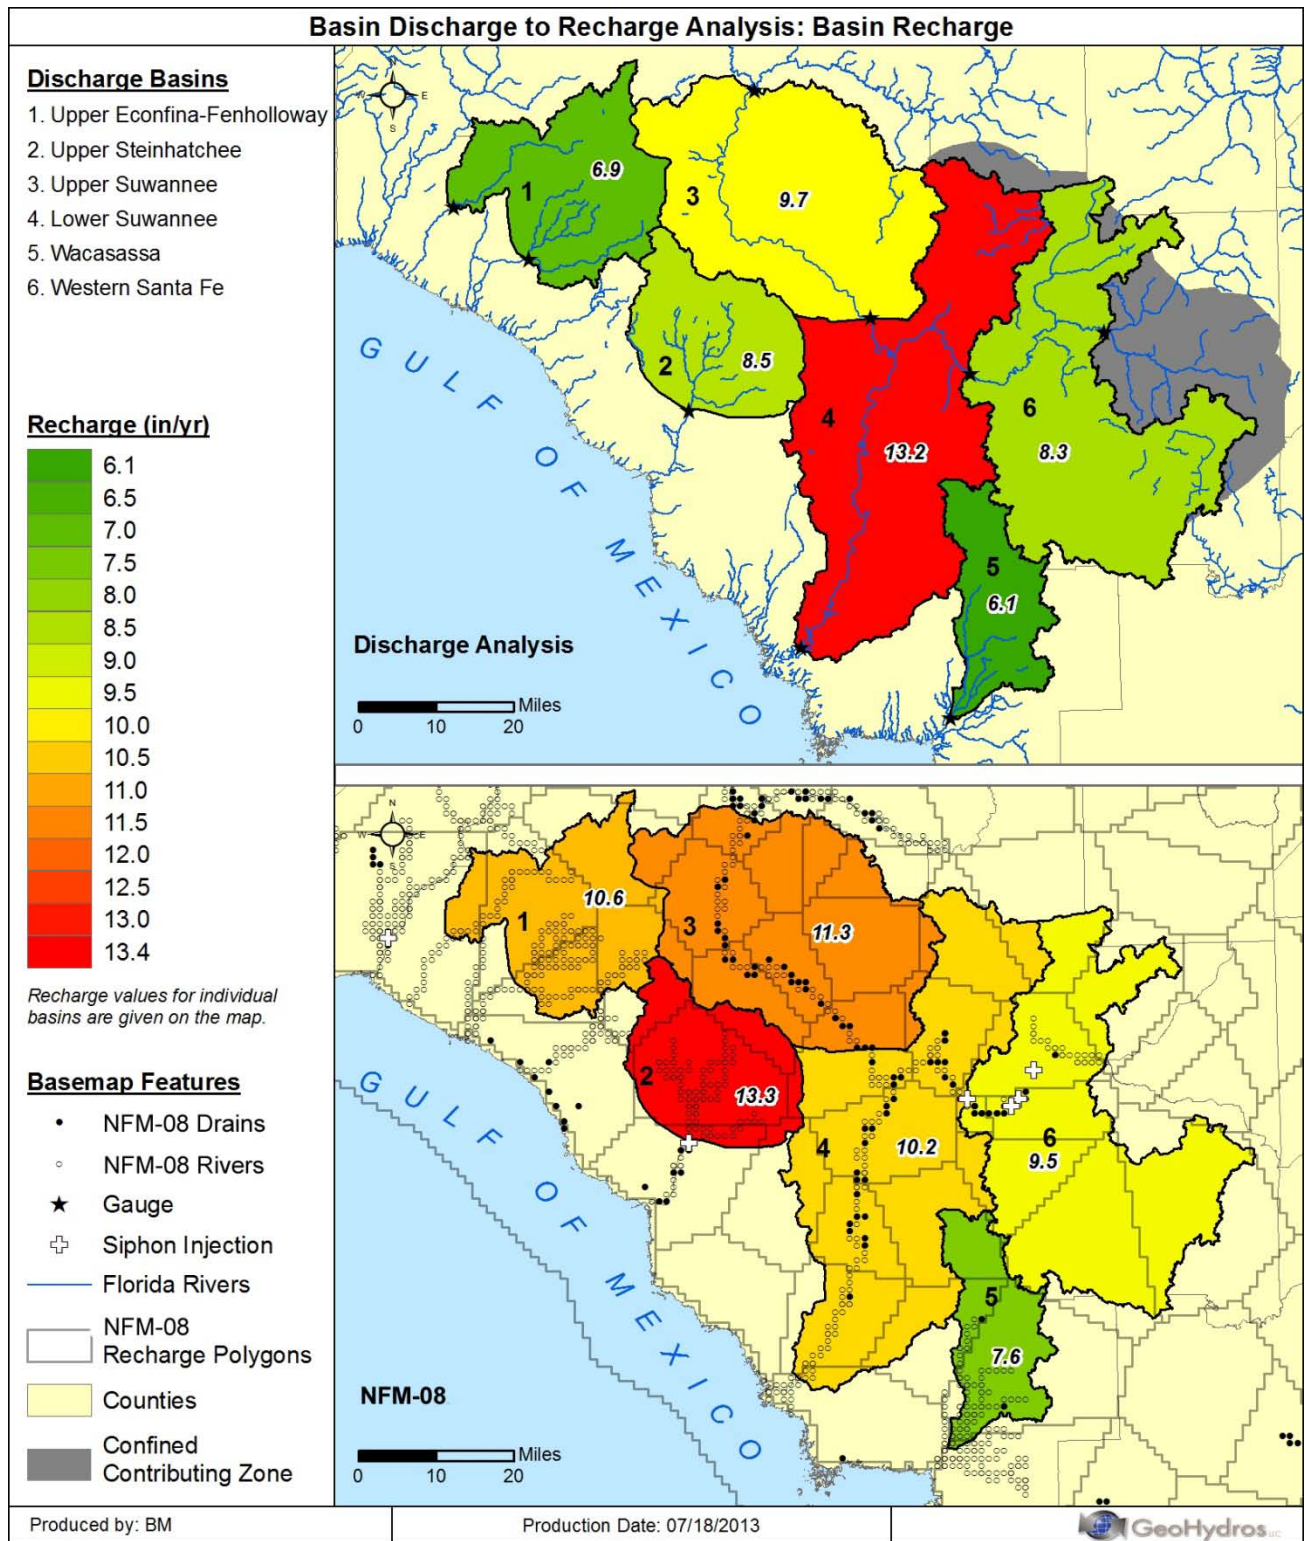 Basin Discharge to Recharge Analysis: Basin Recharge
Discharge Basins
1. Upper Econfina-Fenholloway
2. Upper Steinhatchee
3. Upper Suwannee
4. Lower Suwannee
5. Wacasassa
6. Western Santa Fe
Recharge (in/yr)
6.1
6.5
7.0
7.5
8.0
8.5
9.0
9.5
10.0
10.5
11.0
11.5
12.0
12.5
13.0
13.4
Recharge values for individual
basins are given on the map.
Basemap Features
NFM-08 Drains
NFM-08 Rivers
Gauge
Siphon Injection
Florida Rivers
NFM-08
Recharge Polygons
Counties
Confined
Contributing Zone
N
W E
S
1
6.9
3
9.7
2
8.5
4
13.2
6
8.3
5
6.1
GULF OF MEXICO
Discharge Analysis
0 10 20 Miles
N
W E
S
1
10.6
3
11.3
2
13.3
4
10.2
6
9.5
5
7.6
GULF OF MEXICO
NFM-08
0 10 20 Miles
Produced by: BM
Production Date: 07/18/2013
GeoHydros LLC